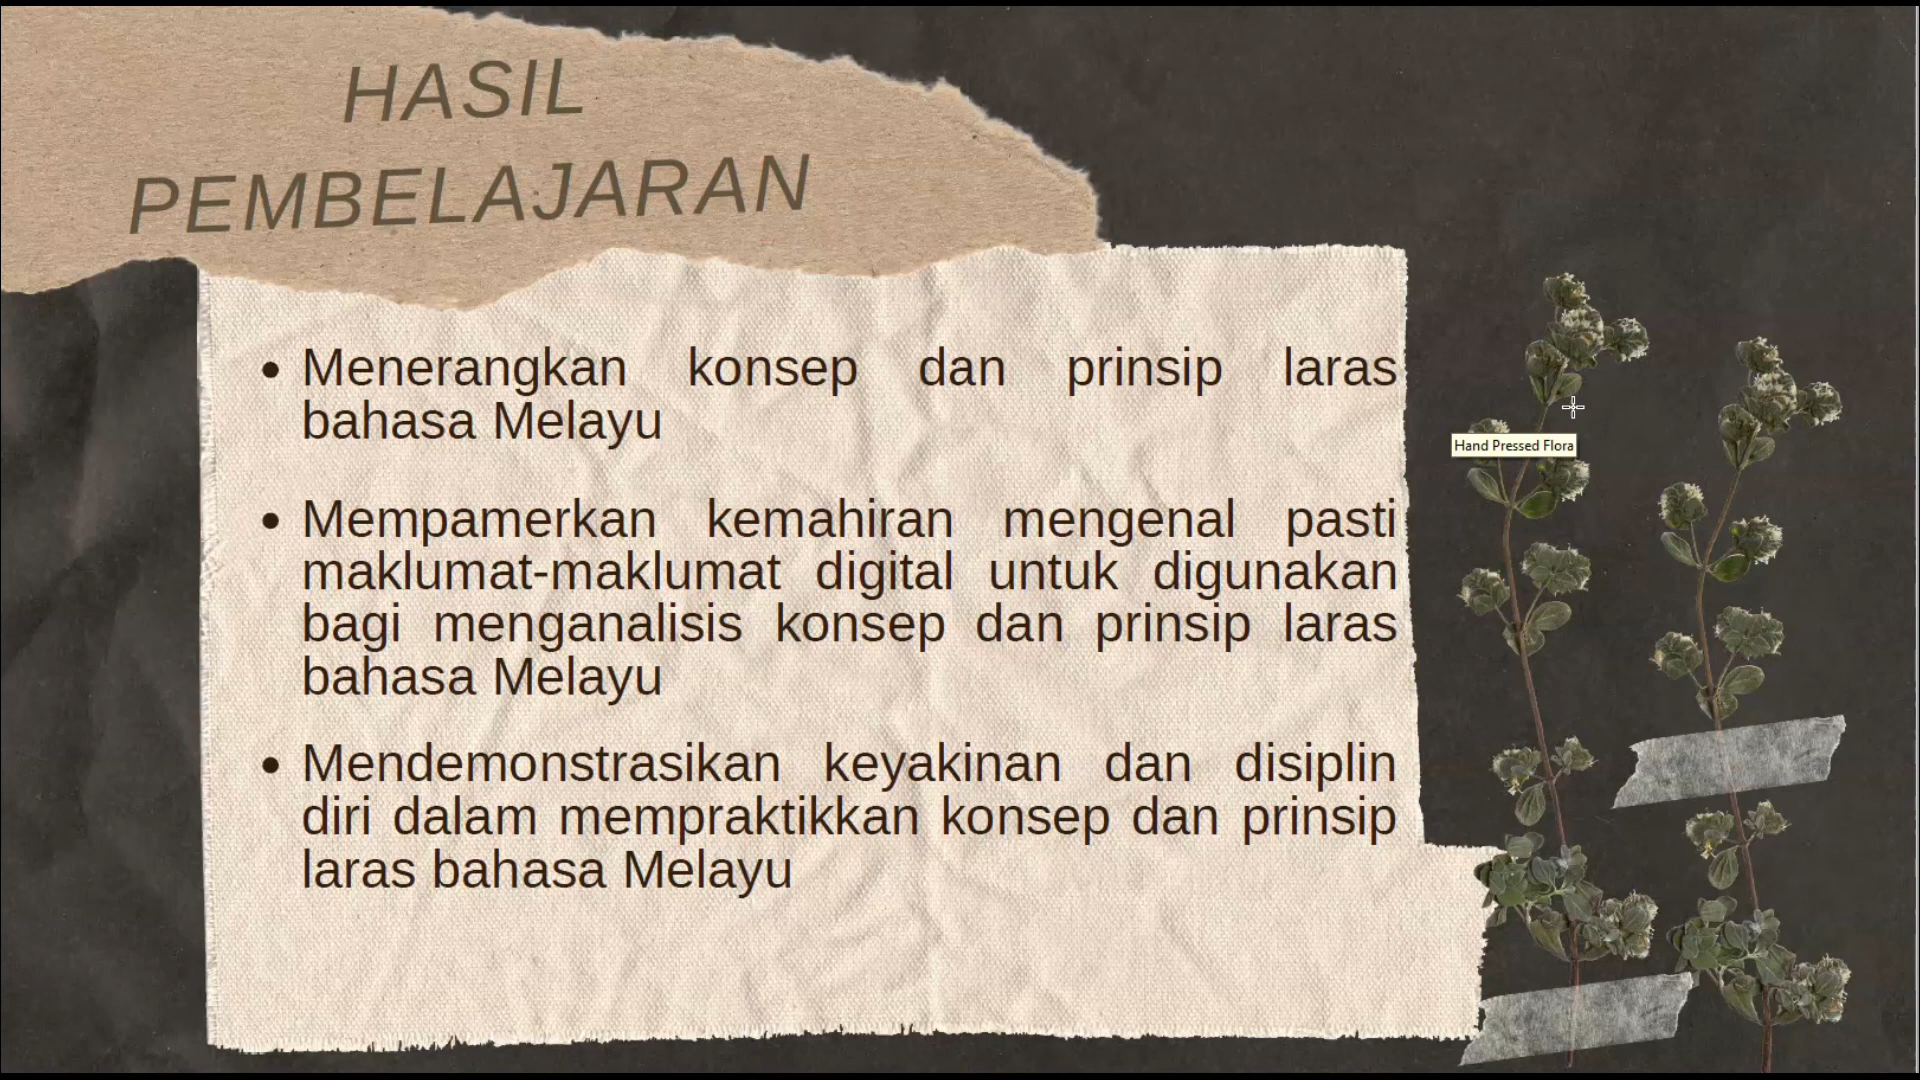 HASIL
PEMBELAJARAN
• Menerangkan konsep dan prinsip laras
bahasa Melayu
• Mempamerkan kemahiran mengenal pasti
maklumat-maklumat digital untuk digunakan
bagi menganalisis konsep dan prinsip laras
bahasa Melayu
• Mendemonstrasikan keyakinan dan disiplin
diri dalam mempraktikkan konsep dan prinsip
laras bahasa Melayu
Hand Pressed Flora